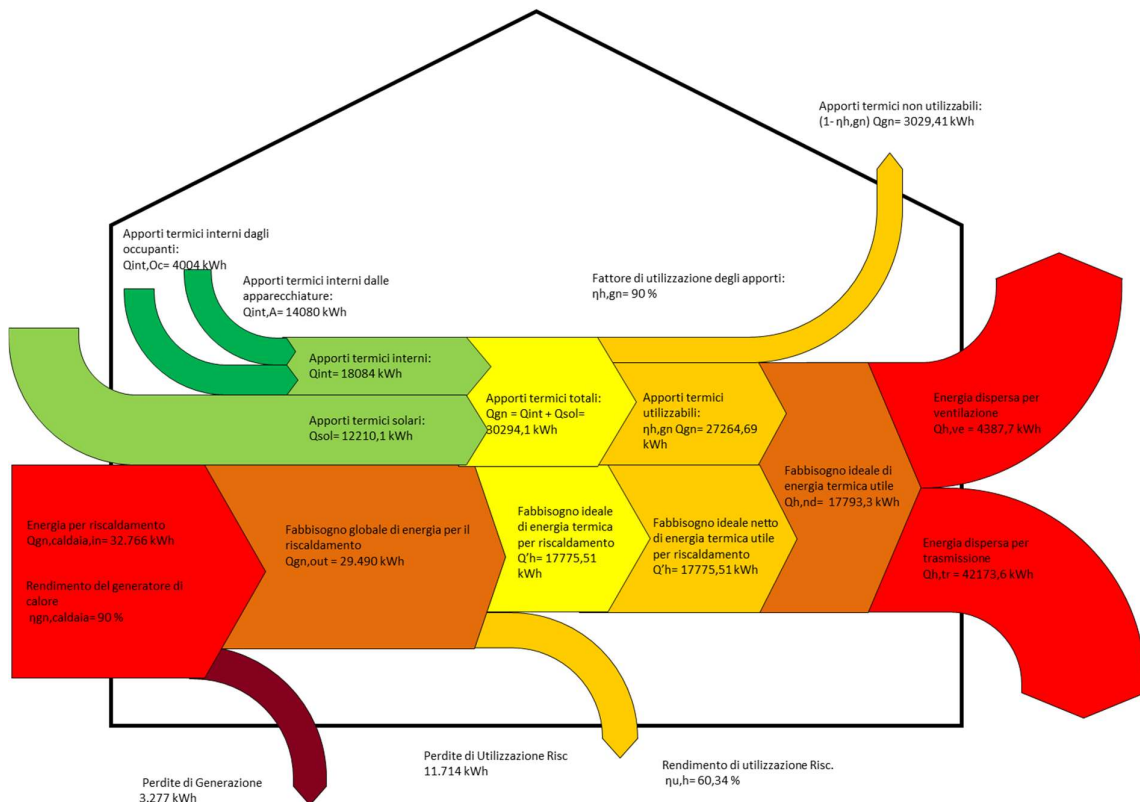 Apporti termici non utilizzabili:
(1- ηh,gn) Qgn= 3029,41 kWh
Apporti termici interni dagli
occupanti:
Qint,Oc= 4004 kWh
Apporti termici interni dalle
apparecchiature:
Qint,A= 14080 kWh
Fattore di utilizzazione degli apporti:
ηh,gn= 90 %
Apporti termici interni:
Qint= 18084 kWh
Apporti termici solari:
Qsol= 12210,1 kWh
Apporti termici totali:
Qgn = Qint + Qsol=
30294,1 kWh
Apporti termici
utilizzabili:
ηh,gn Qgn= 27264,69
kWh
Energia dispersa per
ventilazione
Qh,ve = 4387,7 kWh
Fabbisogno ideale di
energia termica utile
Qh,nd= 17793,3 kWh
Energia per riscaldamento
Qgn,caldaia,in= 32.766 kWh
Rendimento del generatore di
calore
ηgn,caldaia= 90 %
Fabbisogno globale di energia per il
riscaldamento
Qgn,out = 29.490 kWh
Fabbisogno ideale
di energia termica
per riscaldamento
Q'h= 17775,51
kWh
Fabbisogno ideale netto
di energia termica utile
per riscaldamento
Q'h= 17775,51 kWh
Energia dispersa per
trasmissione
Qh,tr = 42173,6 kWh
Perdite di Generazione
3.277 kWh
Perdite di Utilizzazione Risc
11.714 kWh
Rendimento di utilizzazione Risc.
ηu,h= 60,34 %